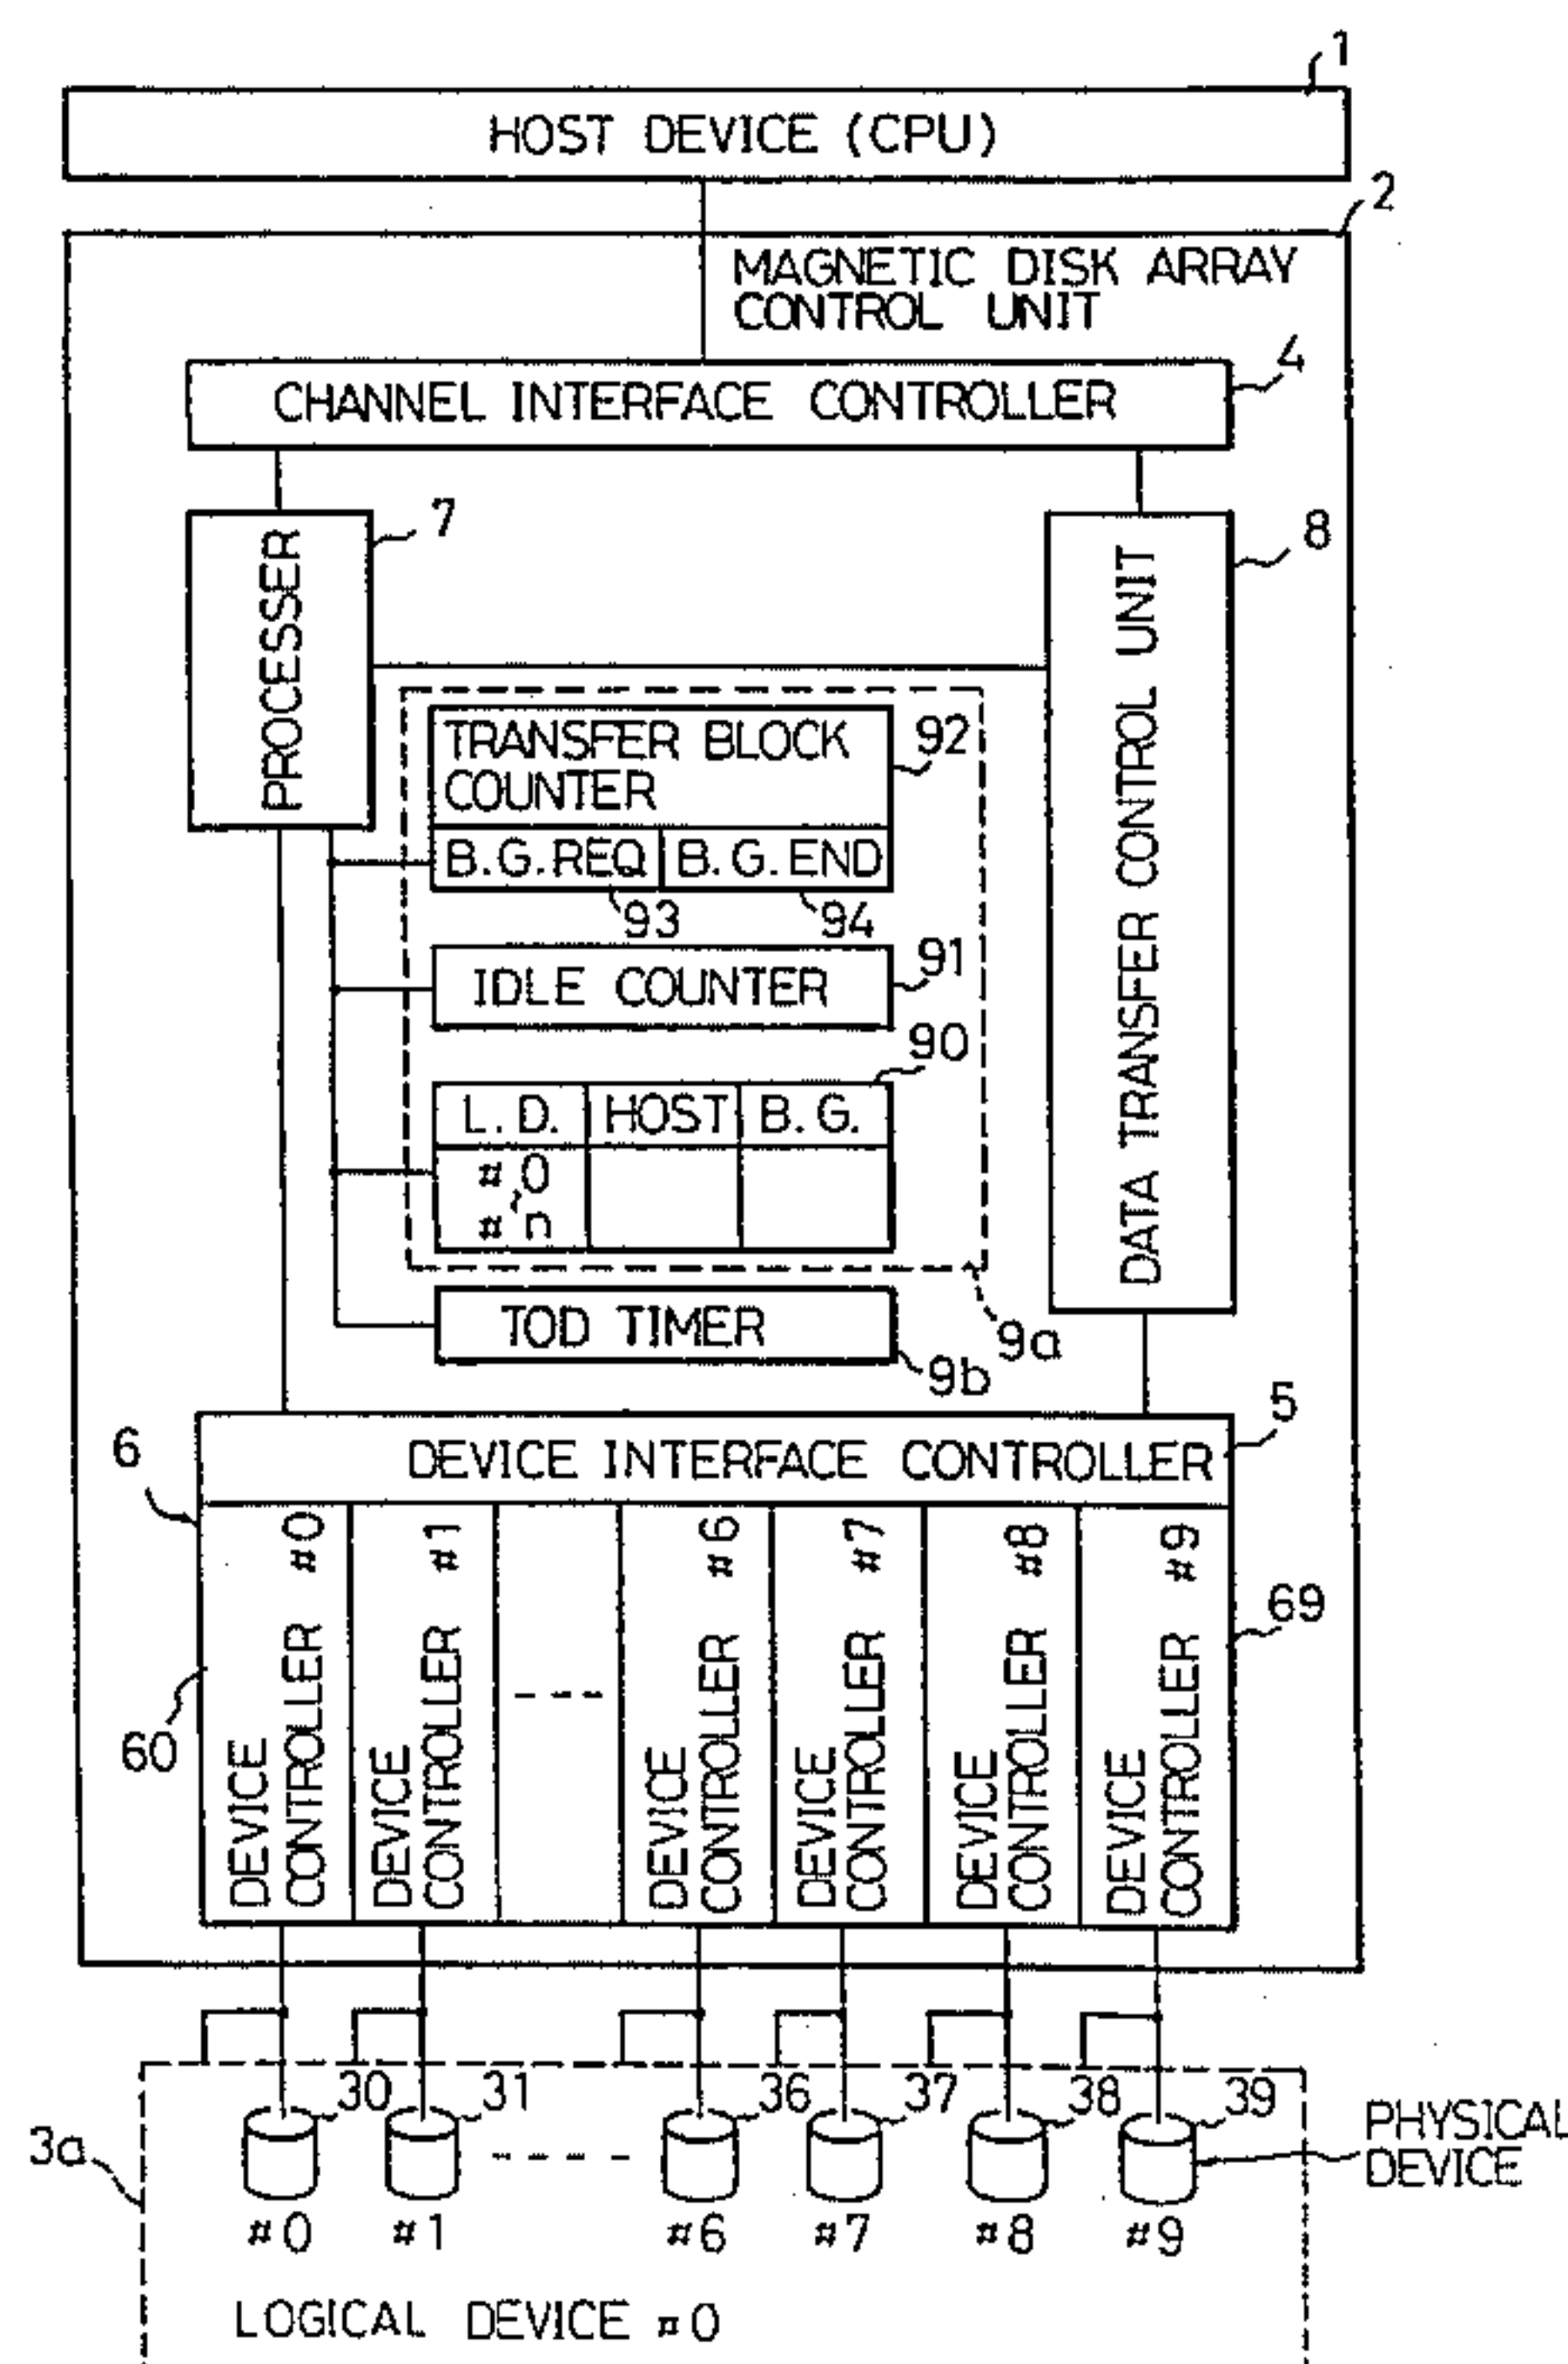 1
HOST DEVICE (CPU)
2
MAGNETIC DISK ARRAY
CONTROL UNIT
4
CHANNEL INTERFACE CONTROLLER
7
8
PROCESSER
DATA TRANSFER CONTROL UNIT
TRANSFER BLOCK
COUNTER
92
B.G.REQ B.G.END
93 94
91
IDLE COUNTER
90
L.D. HOST B.G.
#0
~
#n
TOD TIMER
9a
9b
5
6
DEVICE INTERFACE CONTROLLER
DEVICE
CONTROLLER #0
DEVICE
CONTROLLER #1
---
DEVICE
CONTROLLER #6
DEVICE
CONTROLLER #7
DEVICE
CONTROLLER #8
DEVICE
CONTROLLER #9
69
60
30 31 36 37 38 39
3a
PHYSICAL
DEVICE
#0 #1 ---- #6 #7 #8 #9
LOGICAL DEVICE #0